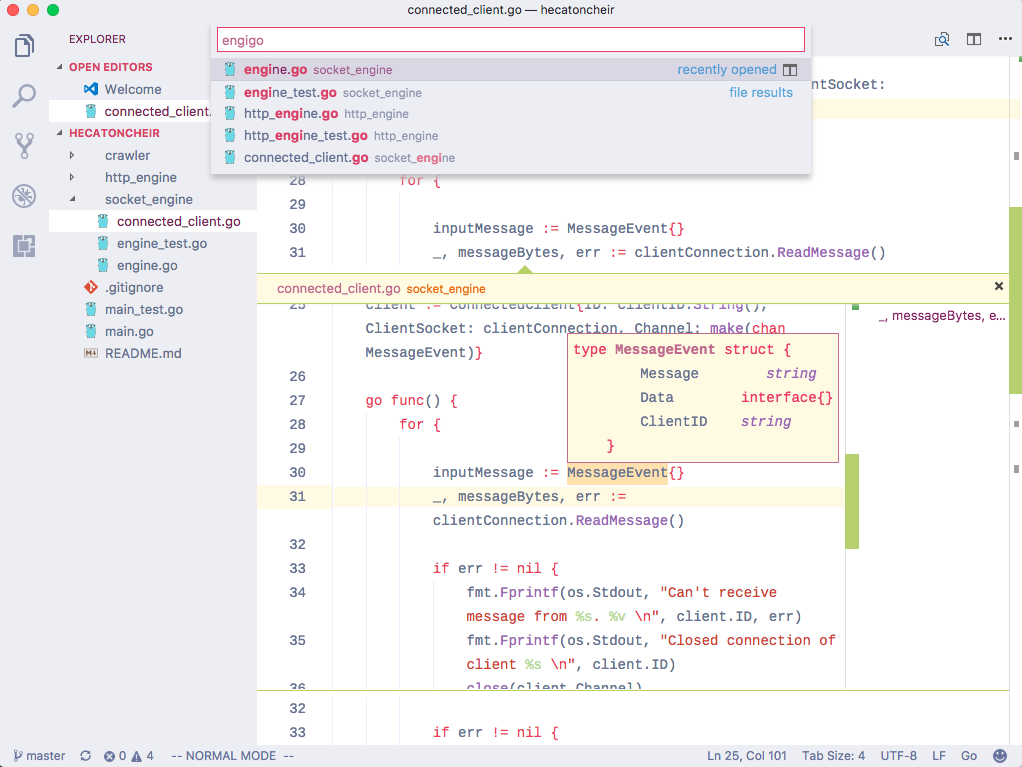 connected_client.go — hecatoncheir
EXPLORER
OPEN EDITORS
Welcome
connected_client.
HECATONCHEIR
crawler
http_engine
socket_engine
connected_client.go
engine_test.go
engine.go
.gitignore
main_test.go
main.go
README.md
engigo
engine.go socket_engine recently opened
engine_test.go socket_engine file results
http_engine.go http_engine
http_engine_test.go http_engine
connected_client.go socket_engine
ntSocket:
28 for {
29
30 inputMessage := MessageEvent{}
31 _, messageBytes, err := clientConnection.ReadMessage()
connected_client.go socket_engine
25 Client := ConnectedClient{ID: clientID.String(),
ClientSocket: clientConnection, Channel: make(chan
MessageEvent)}
26
27 go func() {
28 for {
29
30 inputMessage := MessageEvent{}
31 _, messageBytes, err :=
clientConnection.ReadMessage()
32
33 if err != nil {
34 fmt.Fprintf(os.Stdout, "Can't receive
message from %s. %v \n", client.ID, err)
35 fmt.Fprintf(os.Stdout, "Closed connection of
client %s \n", client.ID)
36 close(client.Channel)
type MessageEvent struct {
Message string
Data interface{}
ClientID string
}
_, messageBytes, e...
32
33 if err != nil {
master 0 4 -- NORMAL MODE -- Ln 25, Col 101 Tab Size: 4 UTF-8 LF Go